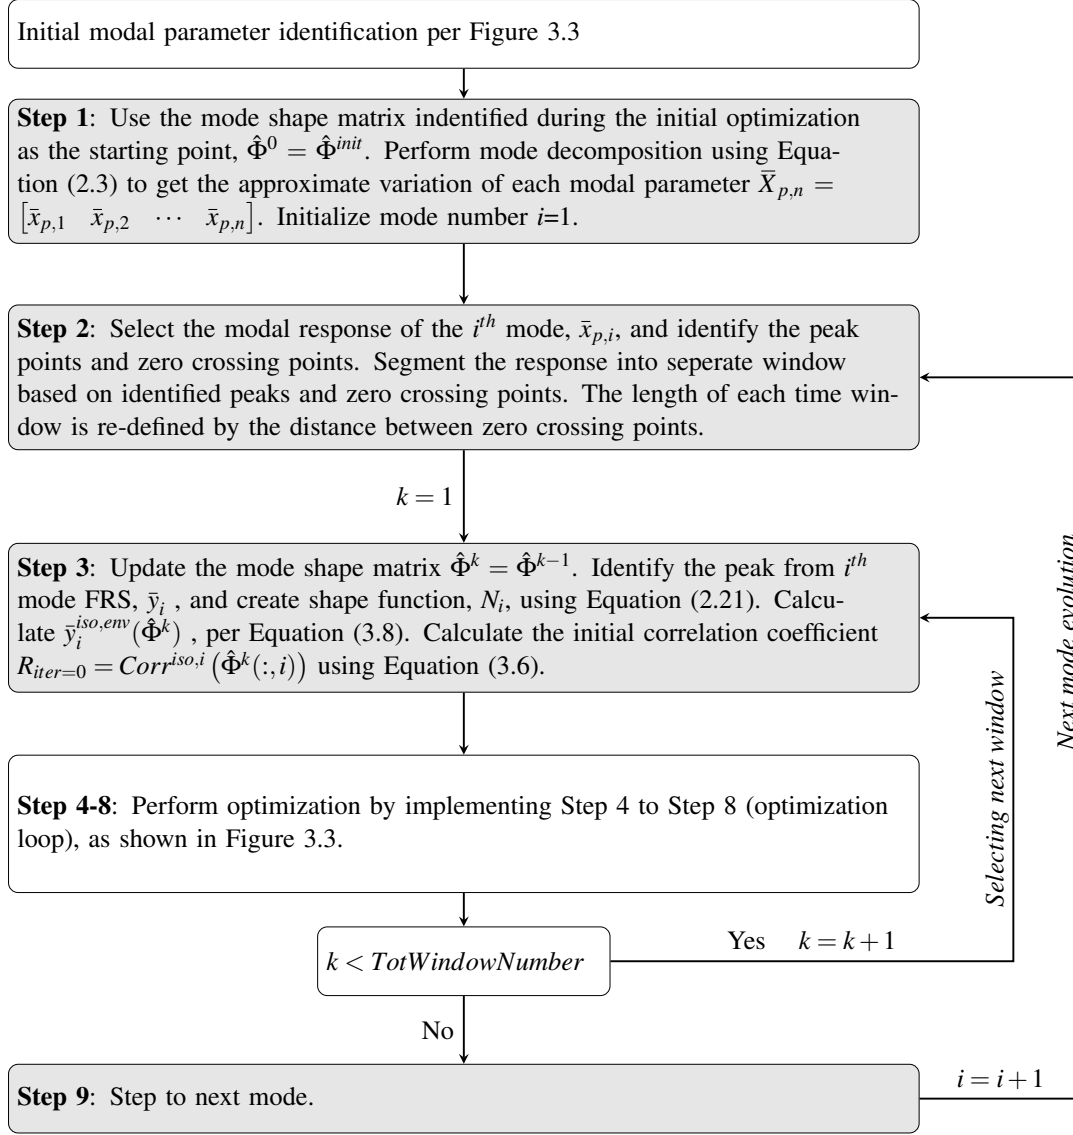 Initial modal parameter identification per Figure 3.3
Step 1: Use the mode shape matrix indentified during the initial optimization
as the starting point, Φ̂⁰ = Φ̂ⁱⁿⁱᵗ. Perform mode decomposition using Equa-
tion (2.3) to get the approximate variation of each modal parameter X̄_{p,n} =
[x̄_{p,1} x̄_{p,2} ⋯ x̄_{p,n}]. Initialize mode number i=1.
Step 2: Select the modal response of the i^{th} mode, x̄_{p,i}, and identify the peak
points and zero crossing points. Segment the response into seperate window
based on identified peaks and zero crossing points. The length of each time win-
dow is re-defined by the distance between zero crossing points.
k = 1
Step 3: Update the mode shape matrix Φ̂^{k} = Φ̂^{k−1}. Identify the peak from i^{th}
mode FRS, ȳ_{i} , and create shape function, N_{i}, using Equation (2.21). Calcu-
late ȳ_{i}^{iso,env}(Φ̂^{k}) , per Equation (3.8). Calculate the initial correlation coefficient
R_{iter=0} = Corr^{iso,i} (Φ̂^{k}(:,i)) using Equation (3.6).
Step 4-8: Perform optimization by implementing Step 4 to Step 8 (optimization
loop), as shown in Figure 3.3.
k < TotWindowNumber
Yes k = k + 1
Selecting next window
No
Step 9: Step to next mode.
i = i + 1
Next mode evolution